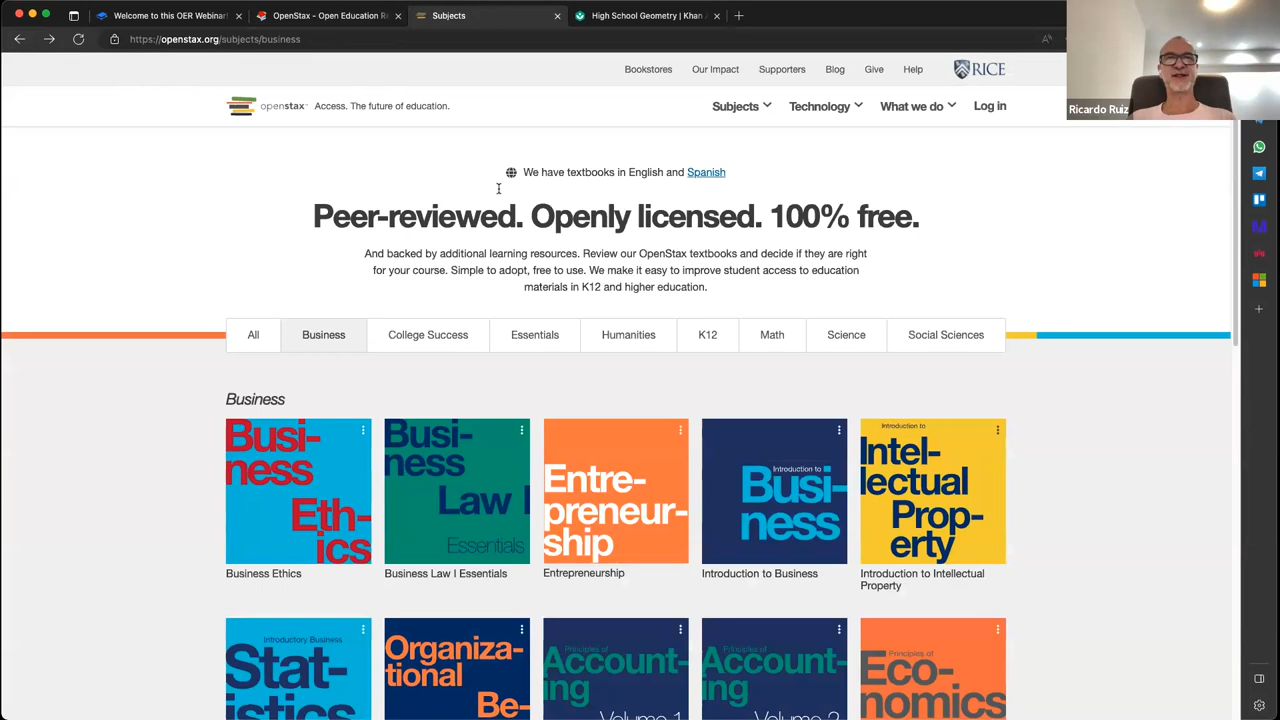 Welcome to this OER Webinar
OpenStax - Open Education Re
Subjects
High School Geometry | Khan
https://openstax.org/subjects/business
Bookstores
Our Impact
Supporters
Blog
Give
Help
RICE
openstax
Access. The future of education.
Subjects
Technology
What we do
Log in
Ricardo Ruiz
We have textbooks in English and Spanish
Peer-reviewed. Openly licensed. 100% free.
And backed by additional learning resources. Review our OpenStax textbooks and decide if they are right
for your course. Simple to adopt, free to use. We make it easy to improve student access to education
materials in K12 and higher education.
All
Business
College Success
Essentials
Humanities
K12
Math
Science
Social Sciences
Business
Busi-
ness
Eth-
ics
Busi-
ness
Law I
Essentials
Entre-
preneur-
ship
Introduction to
Busi-
ness
Introduction to
Intel-
lectual
Prop-
erty
Business Ethics
Business Law I Essentials
Entrepreneurship
Introduction to Business
Introduction to Intellectual
Property
Introductory Business
Stat-
istics
Organiza-
tional
Be-
Principles of
Account-
ing
Volume 1
Principles of
Account-
ing
Volume 2
Principles of
Eco-
nomics